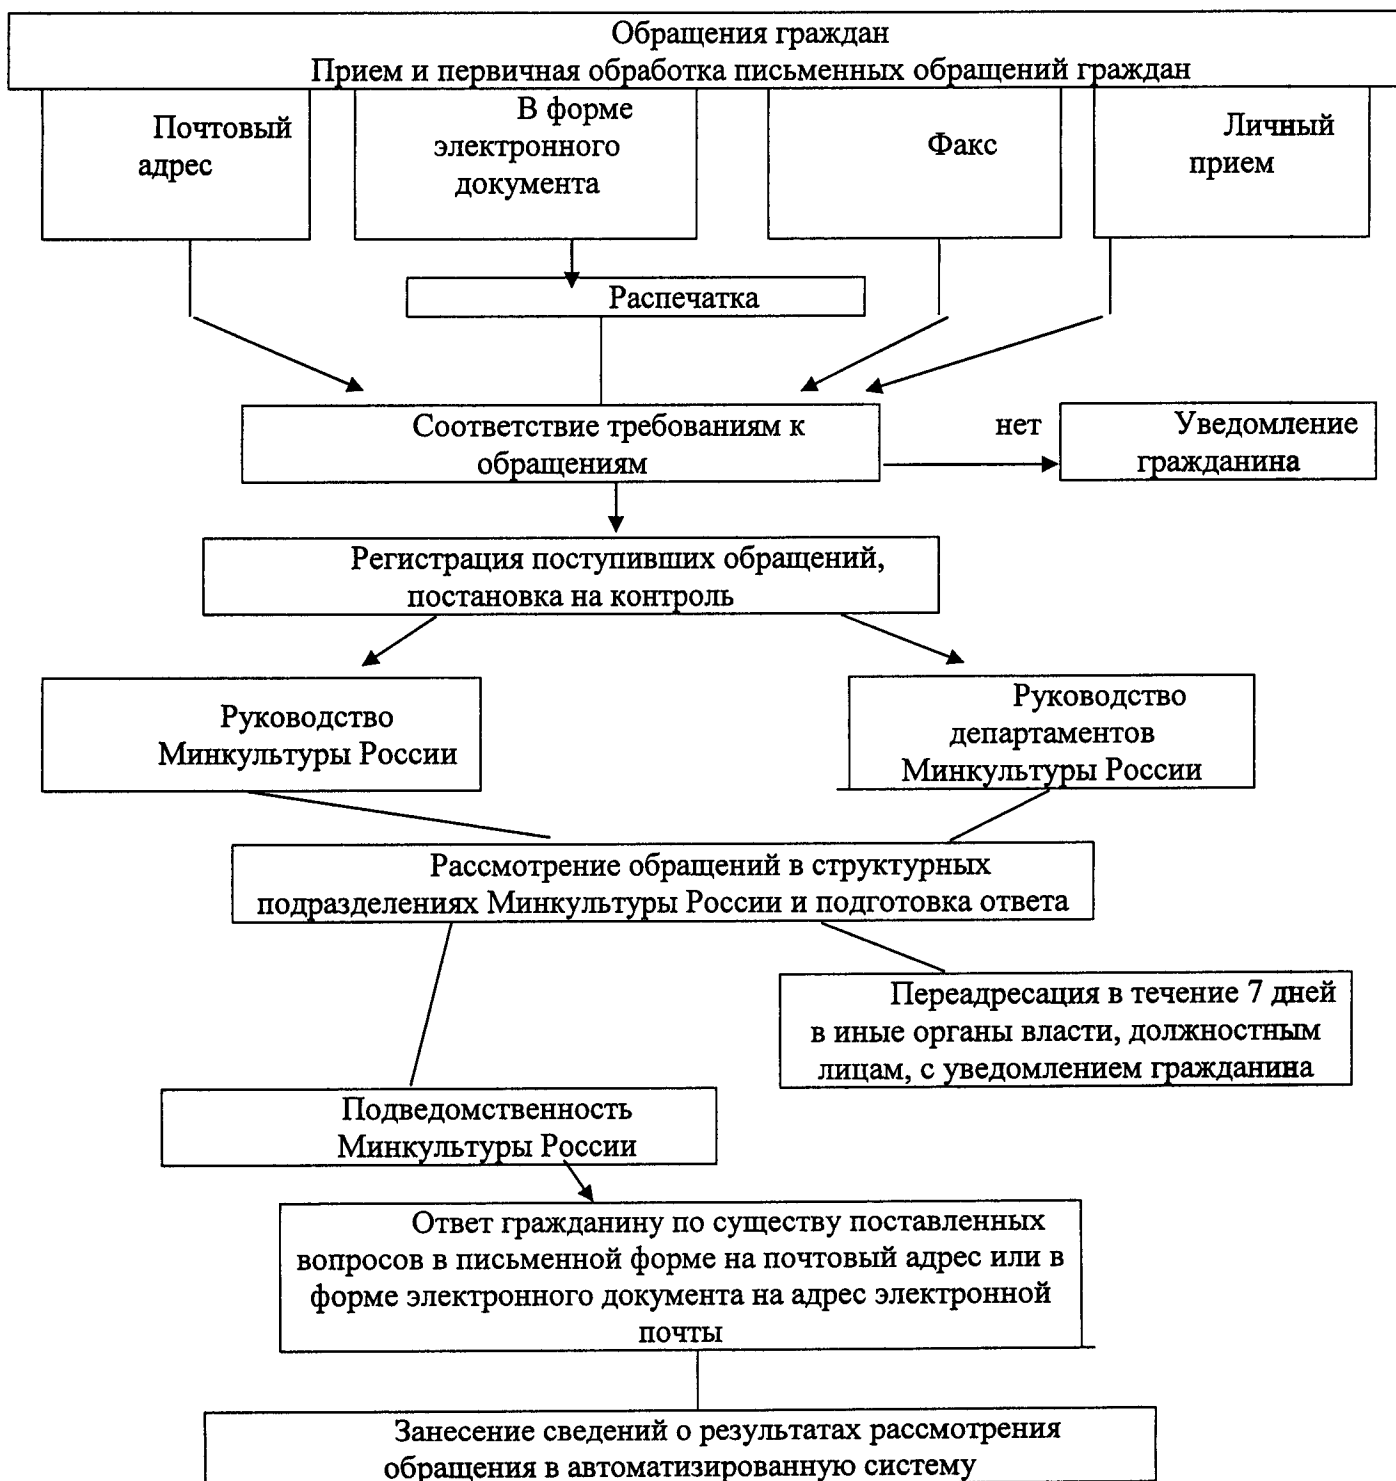 Обращения граждан
Прием и первичная обработка письменных обращений граждан
Почтовый
адрес
В форме
электронного
документа
Факс
Личный
прием
Распечатка
Соответствие требованиям к
обращениям
нет
Уведомление
гражданина
Регистрация поступивших обращений,
постановка на контроль
Руководство
Минкультуры России
Руководство
департаментов
Минкультуры России
Рассмотрение обращений в структурных
подразделениях Минкультуры России и подготовка ответа
Переадресация в течение 7 дней
в иные органы власти, должностным
лицам, с уведомлением гражданина
Подведомственность
Минкультуры России
Ответ гражданину по существу поставленных
вопросов в письменной форме на почтовый адрес или в
форме электронного документа на адрес электронной
почты
Занесение сведений о результатах рассмотрения
обращения в автоматизированную систему